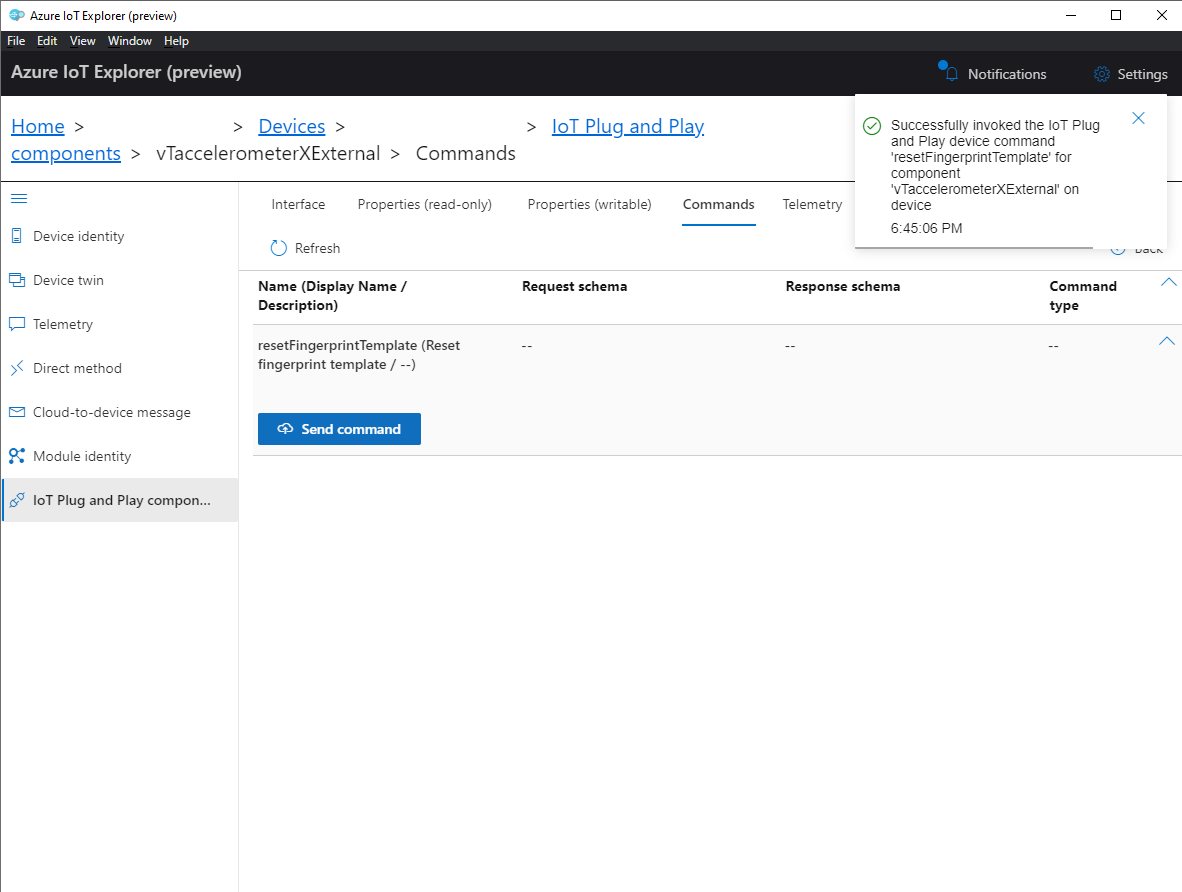 Azure IoT Explorer (preview)
File Edit View Window Help
Azure IoT Explorer (preview)
Notifications
Settings
Home > > Devices > > IoT Plug and Play
components > vTaccelerometerXExternal > Commands
Successfully invoked the IoT Plug
and Play device command
'resetFingerprintTemplate' for
component
'vTaccelerometerXExternal' on
device
6:45:06 PM
Device identity
Device twin
Telemetry
Direct method
Cloud-to-device message
Module identity
IoT Plug and Play compon...
Interface Properties (read-only) Properties (writable) Commands Telemetry
Refresh
Back
Name (Display Name /
Description)
Request schema
Response schema
Command
type
resetFingerprintTemplate (Reset
fingerprint template / --)
--
--
--
Send command